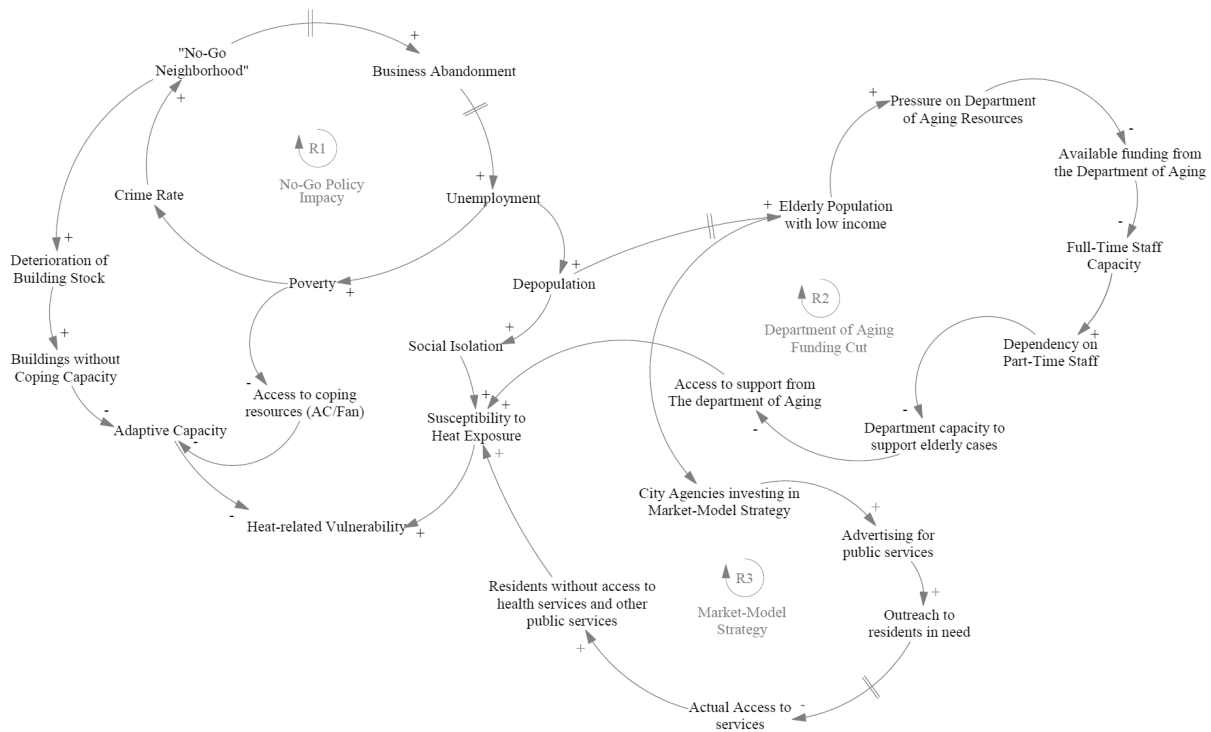 "No-Go
Neighborhood"
+
Business Abandonment
+
R1
No-Go Policy
Impacy
Crime Rate
+
Unemployment
+
Deterioration of
Building Stock
Poverty
+
+
Depopulation
+
Buildings without
Coping Capacity
-
Access to coping
resources (AC/Fan)
-
Adaptive Capacity
-
-
Heat-related Vulnerability
+
Social Isolation
+
+
+
Susceptibility to
Heat Exposure
+
+
Pressure on Department
of Aging Resources
-
Available funding from
the Department of Aging
+
Elderly Population
with low income
-
Full-Time Staff
Capacity
R2
Department of Aging
Funding Cut
+
Dependency on
Part-Time Staff
Access to support from
The department of Aging
-
-
Department capacity to
support elderly cases
City Agencies investing in
Market-Model Strategy
+
Advertising for
public services
R3
Market-Model
Strategy
+
Outreach to
residents in need
Residents without access to
health services and other
public services
+
Actual Access to
services
-